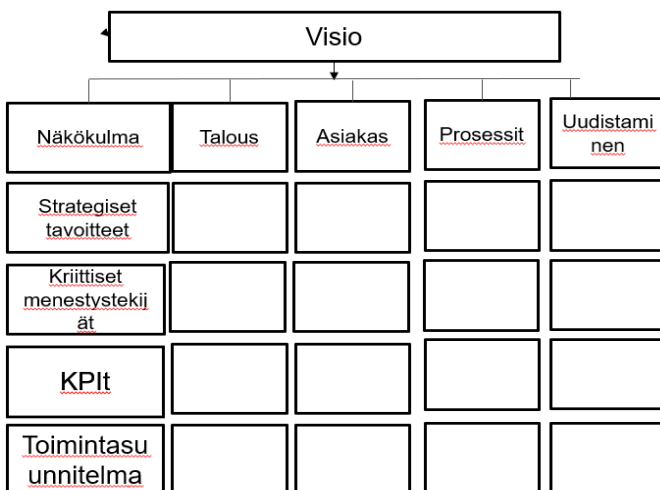 Visio
Näkökulma
Talous
Asiakas
Prosessit
Uudistami
nen
Strategiset
tavoitteet
Kriittiset
menestystekij
ät
KPIt
Toimintasu
unnitelma